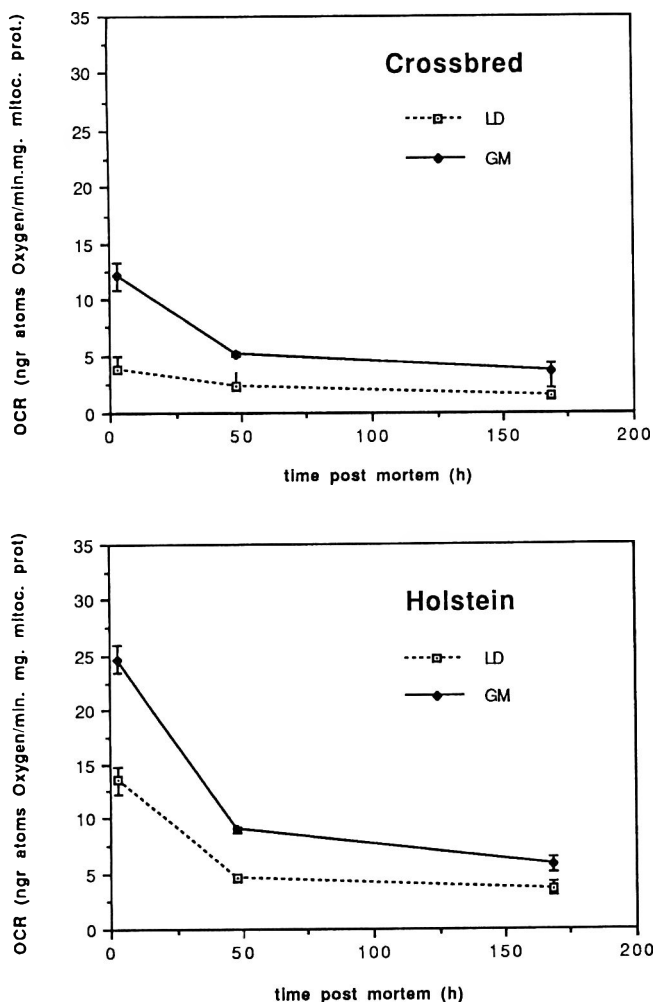 OCR (ngr atoms Oxygen/min.mg. mitoc. prot.)
35
30
25
20
15
10
5
0
Crossbred
LD
GM
0
50
100
150
200
time post mortem (h)
OCR (ngr atoms Oxygen/min. mg. mitoc. prot)
35
30
25
20
15
10
5
0
Holstein
LD
GM
0
50
100
150
200
time post mortem (h)